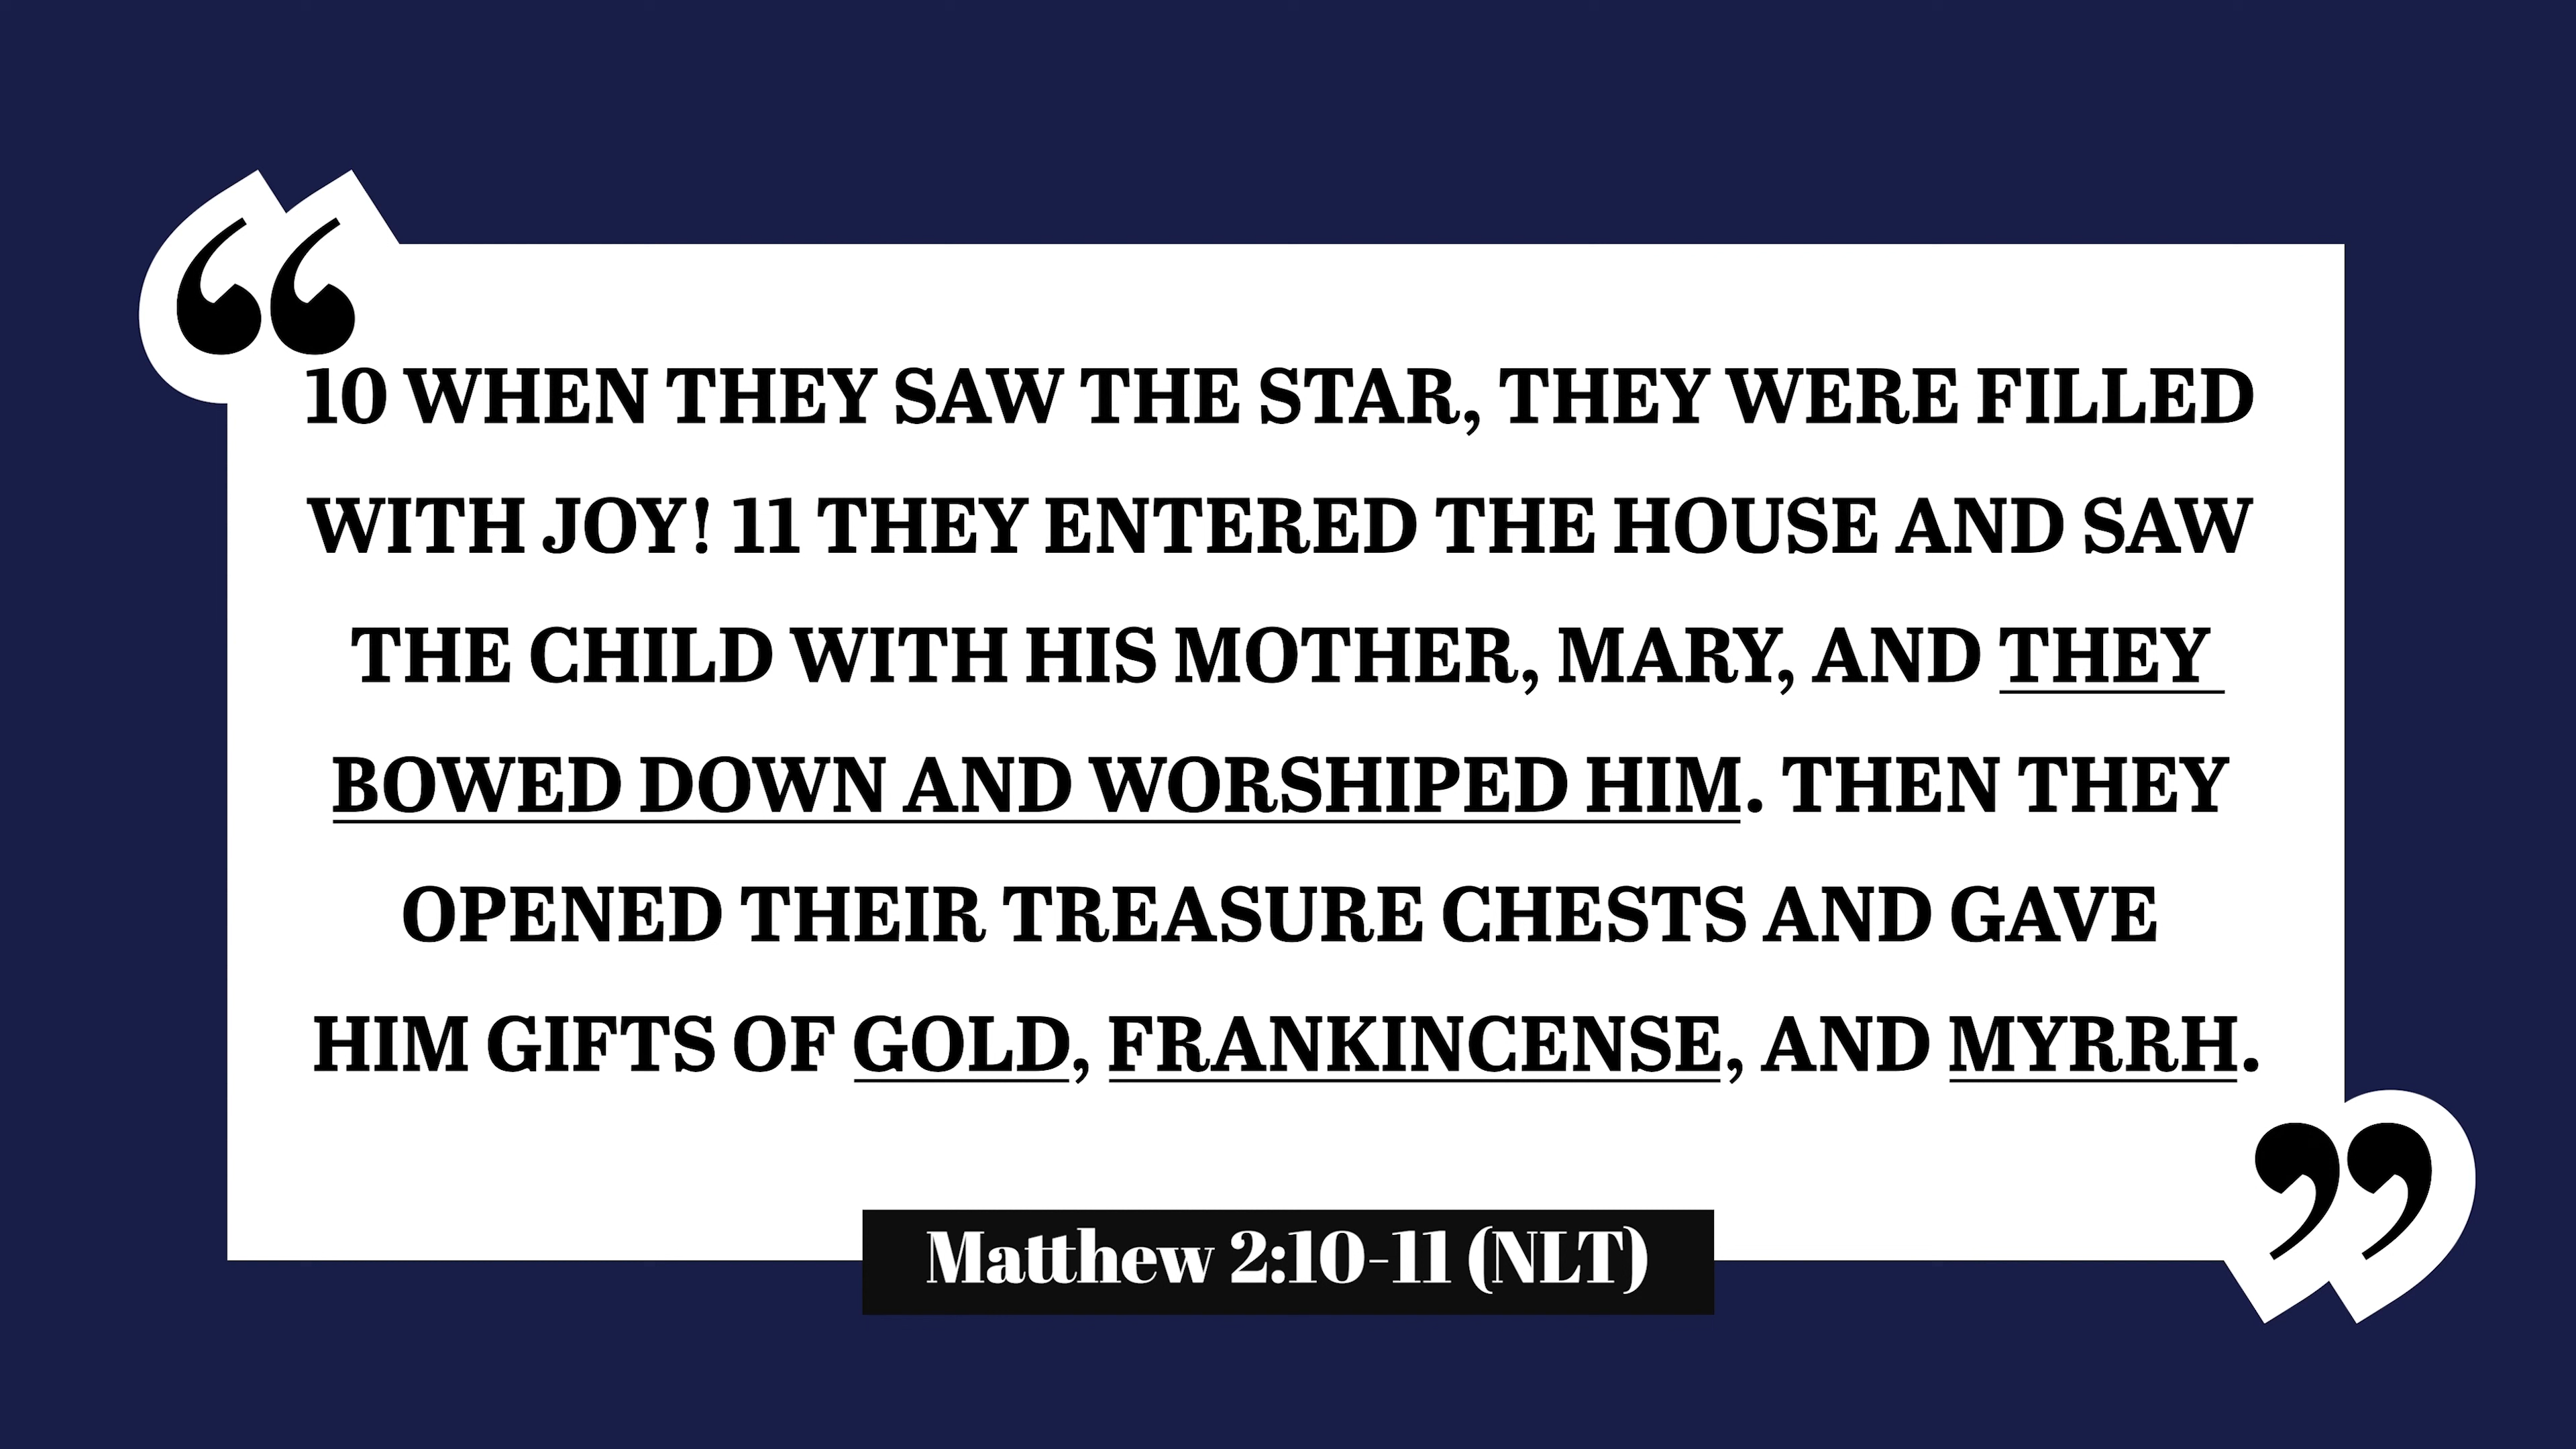 “
10 WHEN THEY SAW THE STAR, THEY WERE FILLED
WITH JOY! 11 THEY ENTERED THE HOUSE AND SAW
THE CHILD WITH HIS MOTHER, MARY, AND THEY
BOWED DOWN AND WORSHIPED HIM. THEN THEY
OPENED THEIR TREASURE CHESTS AND GAVE
HIM GIFTS OF GOLD, FRANKINCENSE, AND MYRRH.
”
Matthew 2:10-11 (NLT)